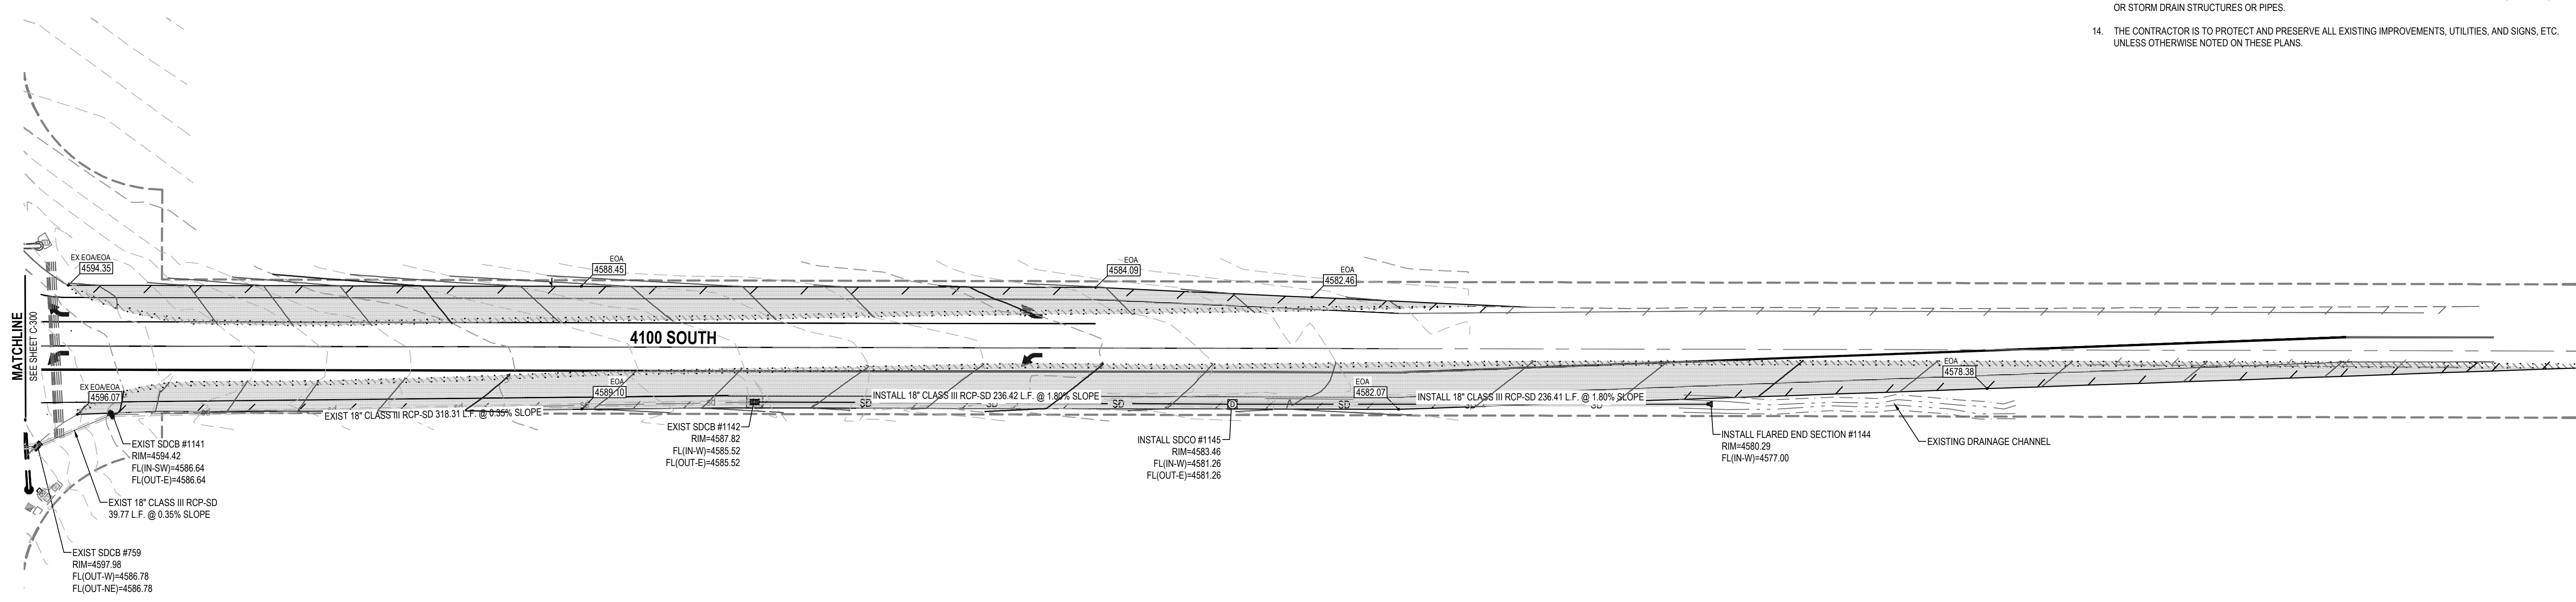 OR STORM DRAIN STRUCTURES OR PIPES.
14. THE CONTRACTOR IS TO PROTECT AND PRESERVE ALL EXISTING IMPROVEMENTS, UTILITIES, AND SIGNS, ETC.
UNLESS OTHERWISE NOTED ON THESE PLANS.
EX EOA/EOA
4594.35
EOA
4588.45
EOA
4584.09
EOA
4582.46
MATCHLINE
SEE SHEET C-300
4100 SOUTH
EX EOA/EOA
4596.07
EOA
4589.10
EOA
4582.07
EOA
4578.38
EXIST 18" CLASS III RCP-SD 318.31 L.F. @ 0.35% SLOPE
SD
INSTALL 18" CLASS III RCP-SD 236.42 L.F. @ 1.80% SLOPE
SD
SD
SD
INSTALL 18" CLASS III RCP-SD 236.41 L.F. @ 1.80% SLOPE
SD
EXIST SDCB #1141
RIM=4594.42
FL(IN-SW)=4586.64
FL(OUT-E)=4586.64
EXIST SDCB #1142
RIM=4587.82
FL(IN-W)=4585.52
FL(OUT-E)=4585.52
INSTALL SDCO #1145
RIM=4583.46
FL(IN-W)=4581.26
FL(OUT-E)=4581.26
INSTALL FLARED END SECTION #1144
RIM=4580.29
FL(IN-W)=4577.00
EXISTING DRAINAGE CHANNEL
EXIST 18" CLASS III RCP-SD
39.77 L.F. @ 0.35% SLOPE
EXIST SDCB #759
RIM=4597.98
FL(OUT-W)=4586.78
FL(OUT-NE)=4586.78